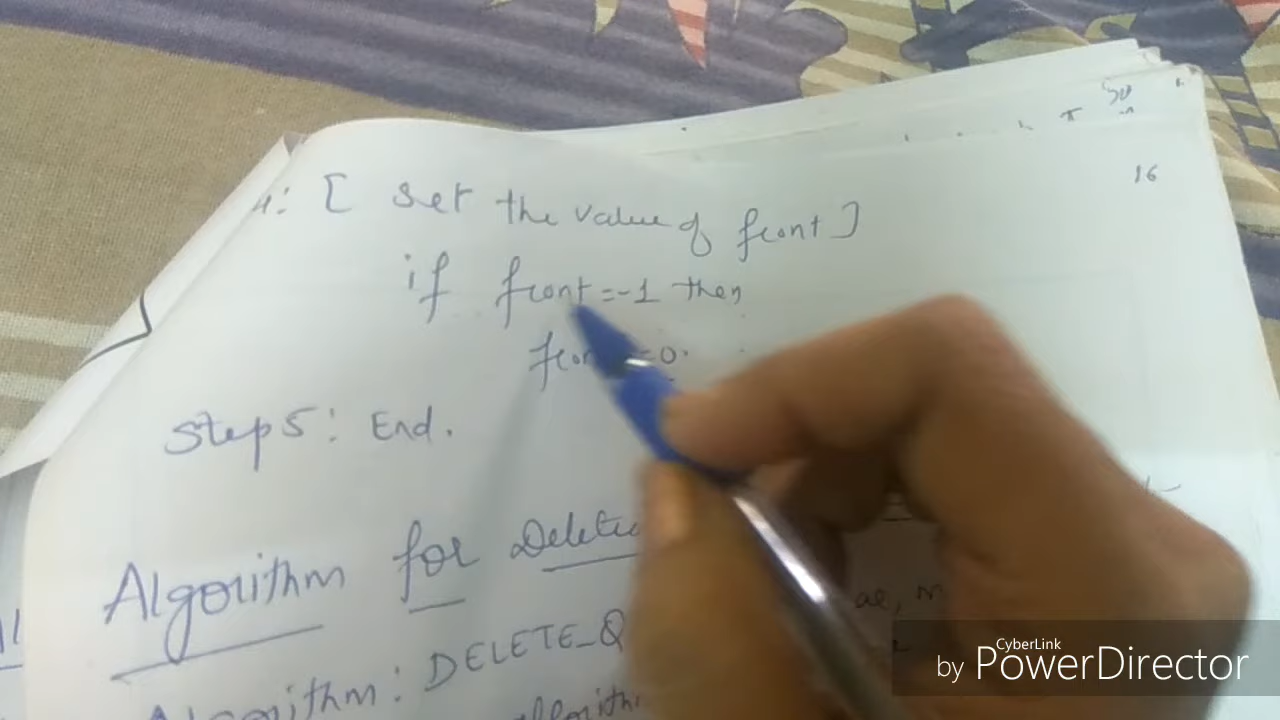 16
4: [ Set the value of front ]
if front = -1 then
=0.
Step 5: End.
Algorithm for
Algorithm: DELETE_Q
CyberLink
by PowerDirector